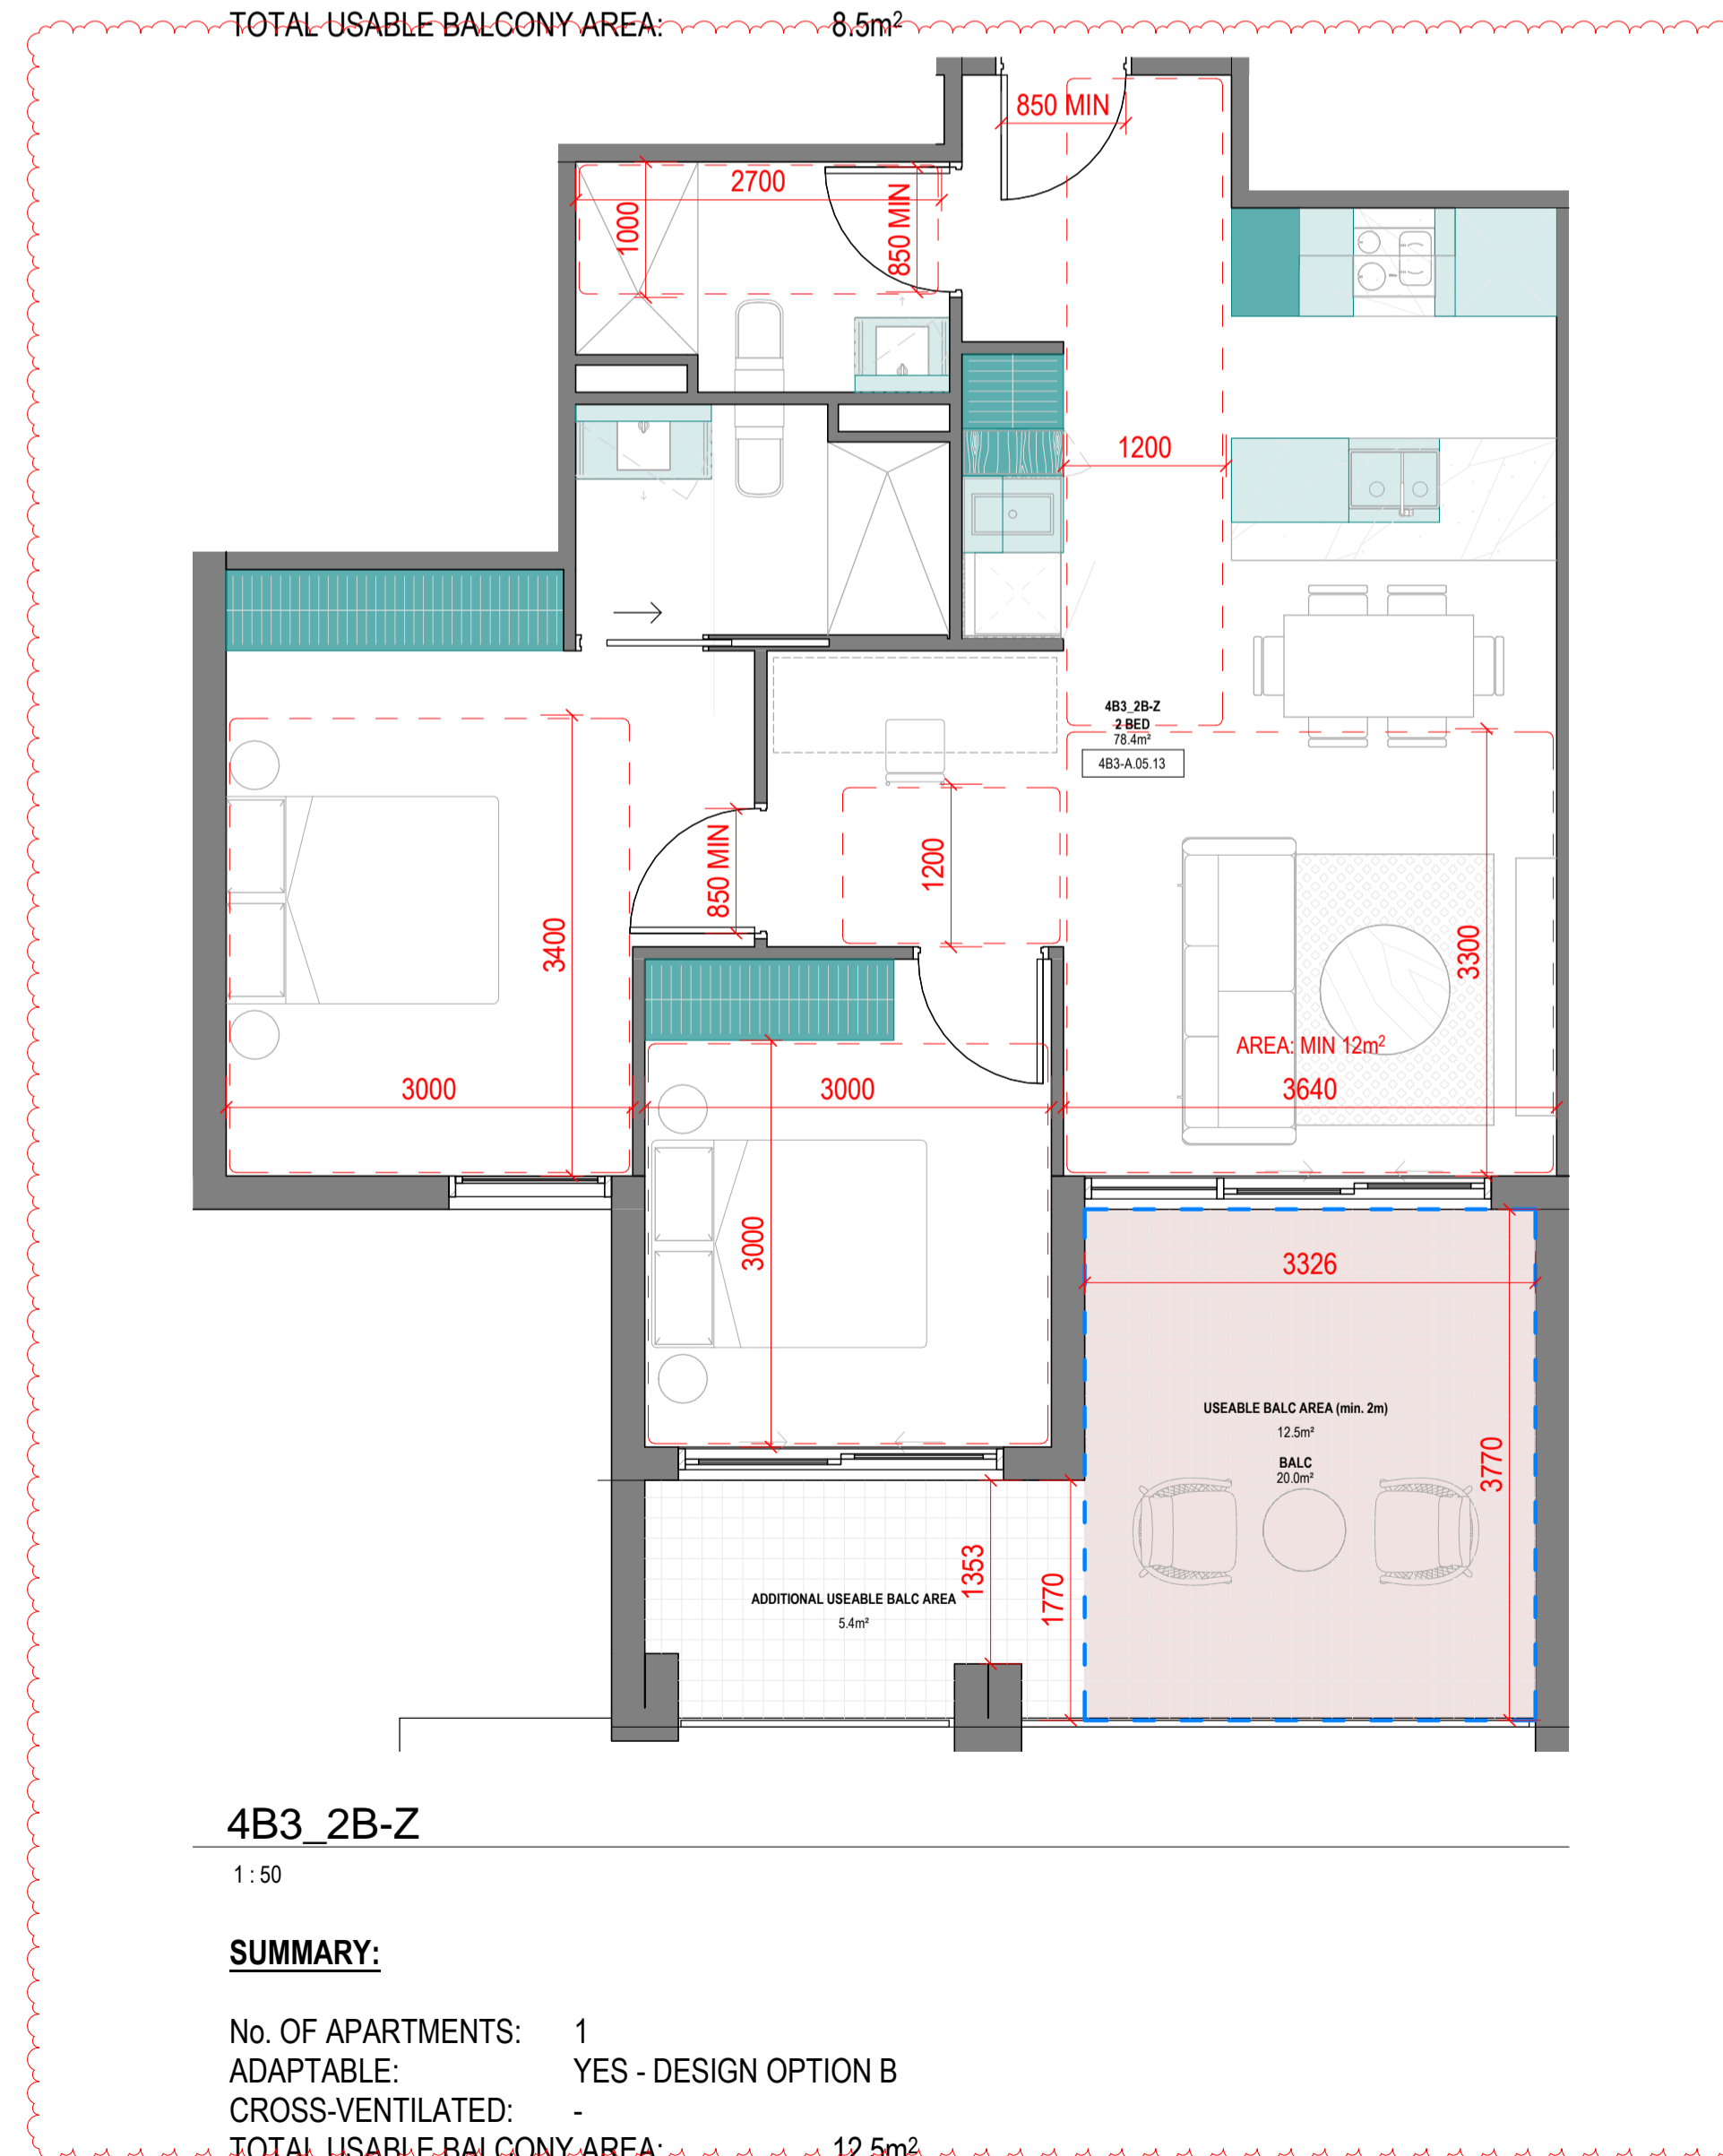 TOTAL USABLE BALCONY AREA: 8.5m²
850 MIN
2700
1000
850 MIN
1200
4B3_2B-Z
2 BED
78.4m²
4B3-A.05.13
850 MIN
1200
3400
3300
AREA: MIN 12m²
3000
3000
3640
3000
3326
USEABLE BALC AREA (min. 2m)
12.5m²
BALC
20.0m²
3770
1353
1770
ADDITIONAL USEABLE BALC AREA
5.4m²
4B3_2B-Z
1 : 50
SUMMARY:
No. OF APARTMENTS: 1
ADAPTABLE: YES - DESIGN OPTION B
CROSS-VENTILATED: -
TOTAL USABLE BALCONY AREA: 12.5m²